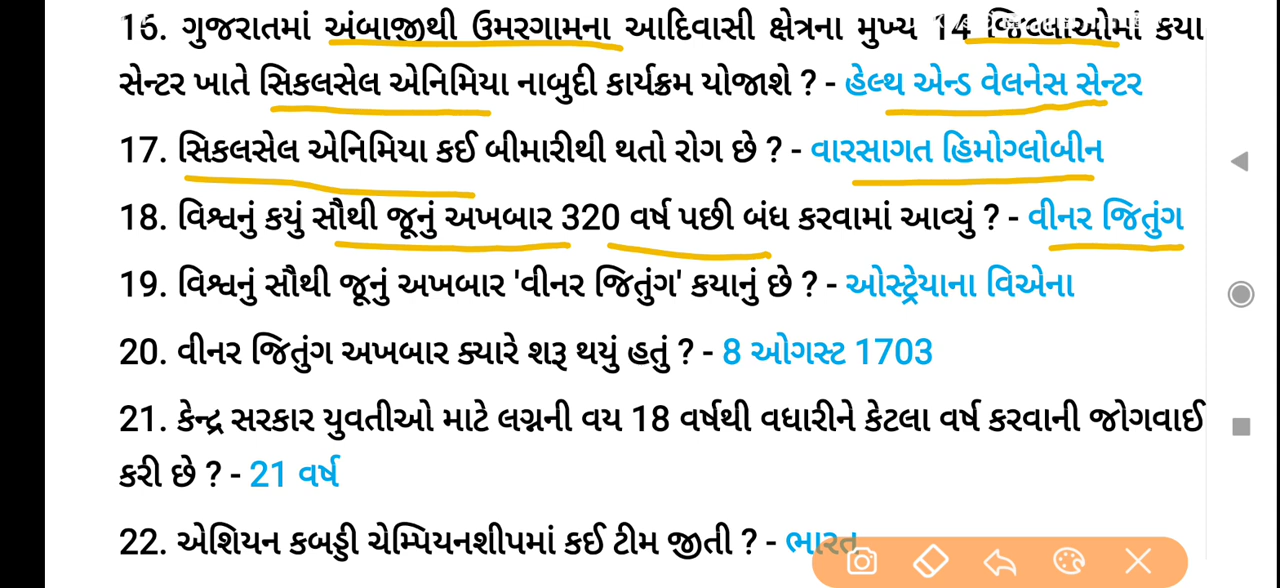 16. ગુજરાતમાં અંબાજીથી ઉમરગામના આદિવાસી ક્ષેત્રના મુખ્ય 14 જિલ્લાઓમાં કયા
સેન્ટર ખાતે સિકલસેલ એનિમિયા નાબુદી કાર્યક્રમ યોજાશે ? - હેલ્થ એન્ડ વેલનેસ સેન્ટર
17. સિકલસેલ એનિમિયા કઈ બીમારીથી થતો રોગ છે ? - વારસાગત હિમોગ્લોબીન
18. વિશ્વનું કયું સૌથી જૂનું અખબાર 320 વર્ષ પછી બંધ કરવામાં આવ્યું ? - વીનર જિતુંગ
19. વિશ્વનું સૌથી જૂનું અખબાર 'વીનર જિતુંગ' કયાનું છે ? - ઓસ્ટ્રેયાના વિએના
20. વીનર જિતુંગ અખબાર ક્યારે શરૂ થયું હતું ? - 8 ઓગસ્ટ 1703
21. કેન્દ્ર સરકાર યુવતીઓ માટે લગ્નની વય 18 વર્ષથી વધારીને કેટલા વર્ષ કરવાની જોગવાઈ
કરી છે ? - 21 વર્ષ
22. એશિયન કબડ્ડી ચેમ્પિયનશીપમાં કઈ ટીમ જીતી ? - ભારત